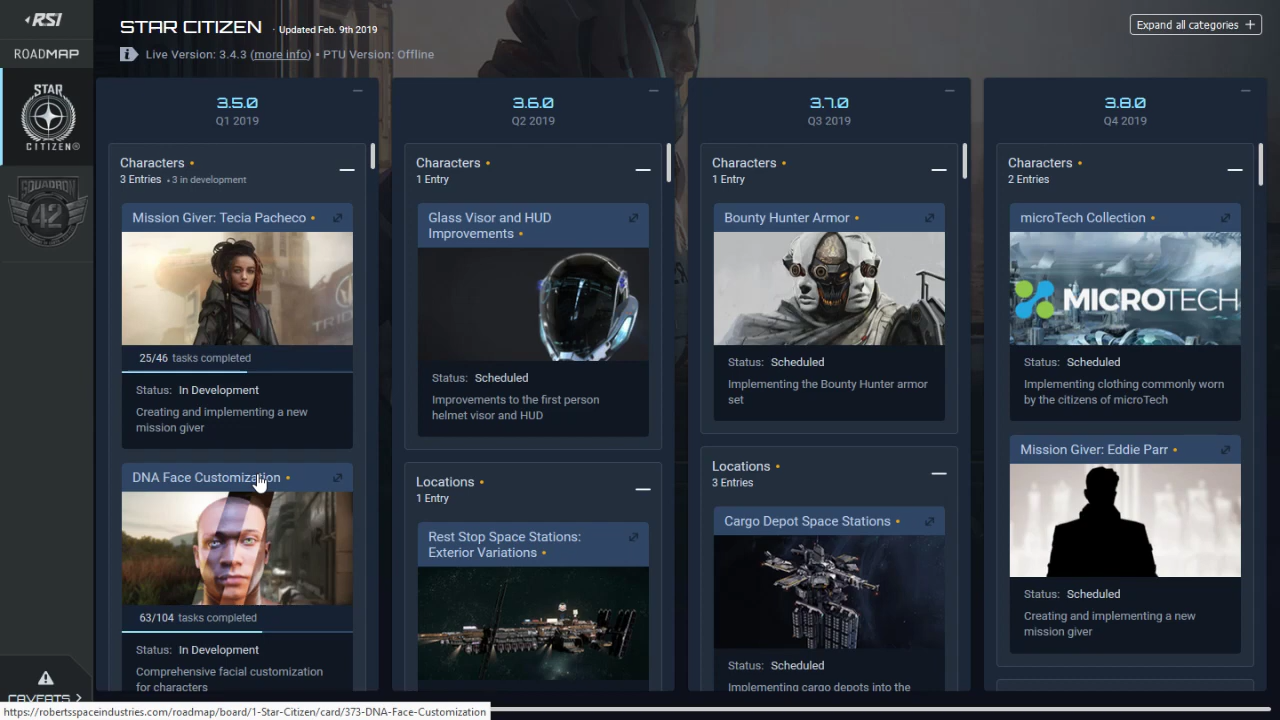 RSI
ROADMAP
STAR
CITIZEN®
SQUADRON
42
CAVEATS
STAR CITIZEN • Updated Feb. 9th 2019
Live Version: 3.4.3 (more info) • PTU Version: Offline
Expand all categories
3.5.0
Q1 2019
Characters
3 Entries • 3 in development
Mission Giver: Tecia Pacheco
25/46 tasks completed
Status: In Development
Creating and implementing a new
mission giver
DNA Face Customization
63/104 tasks completed
Status: In Development
Comprehensive facial customization
for characters
3.6.0
Q2 2019
Characters
1 Entry
Glass Visor and HUD
Improvements
Status: Scheduled
Improvements to the first person
helmet visor and HUD
Locations
1 Entry
Rest Stop Space Stations:
Exterior Variations
3.7.0
Q3 2019
Characters
1 Entry
Bounty Hunter Armor
Status: Scheduled
Implementing the Bounty Hunter armor
set
Locations
3 Entries
Cargo Depot Space Stations
Status: Scheduled
Implementing cargo depots into the
3.8.0
Q4 2019
Characters
2 Entries
microTech Collection
MICROTECH
Status: Scheduled
Implementing clothing commonly worn
by the citizens of microTech
Mission Giver: Eddie Parr
Status: Scheduled
Creating and implementing a new
mission giver
https://robertsspaceindustries.com/roadmap/board/1-Star-Citizen/card/373-DNA-Face-Customization